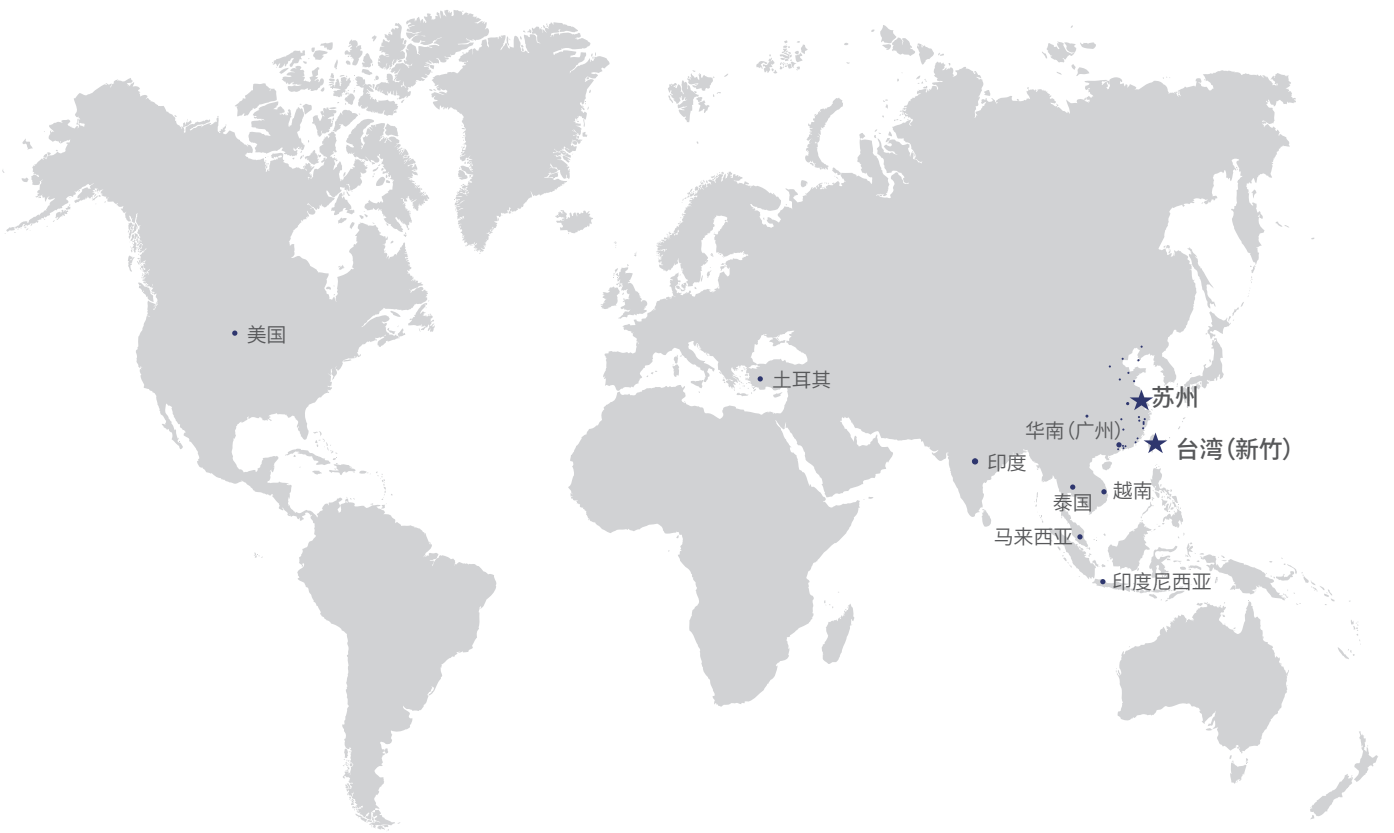 美国
土耳其
苏州
华南（广州）
台湾（新竹）
印度
越南
泰国
马来西亚
印度尼西亚